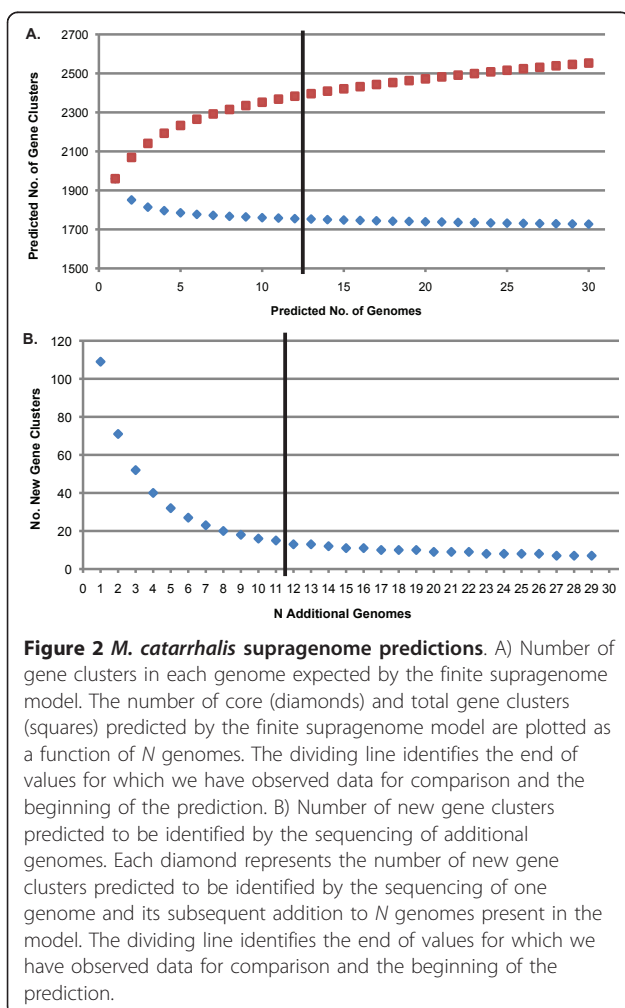 A.
2700
2500
2300
2100
1900
1700
1500
Predicted No. of Gene Clusters
0 5 10 15 20 25 30
Predicted No. of Genomes
B.
120
100
80
60
40
20
0
No. New Gene Clusters
0 1 2 3 4 5 6 7 8 9 10 11 12 13 14 15 16 17 18 19 20 21 22 23 24 25 26 27 28 29 30
N Additional Genomes
Figure 2 M. catarrhalis supragenome predictions. A) Number of
gene clusters in each genome expected by the finite supragenome
model. The number of core (diamonds) and total gene clusters
(squares) predicted by the finite supragenome model are plotted as
a function of N genomes. The dividing line identifies the end of
values for which we have observed data for comparison and the
beginning of the prediction. B) Number of new gene clusters
predicted to be identified by the sequencing of additional
genomes. Each diamond represents the number of new gene
clusters predicted to be identified by the sequencing of one
genome and its subsequent addition to N genomes present in the
model. The dividing line identifies the end of values for which we
have observed data for comparison and the beginning of the
prediction.